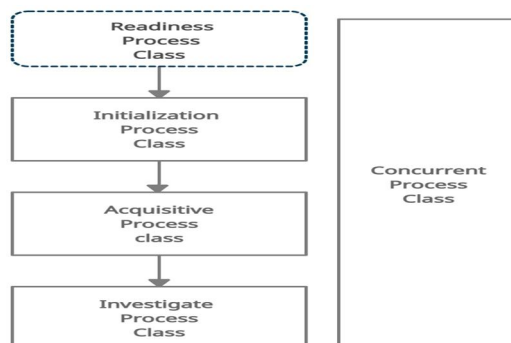 Readiness
Process
Class
Initialization
Process
Class
Acquisitive
Process
class
Investigate
Process
Class
Concurrent
Process
Class